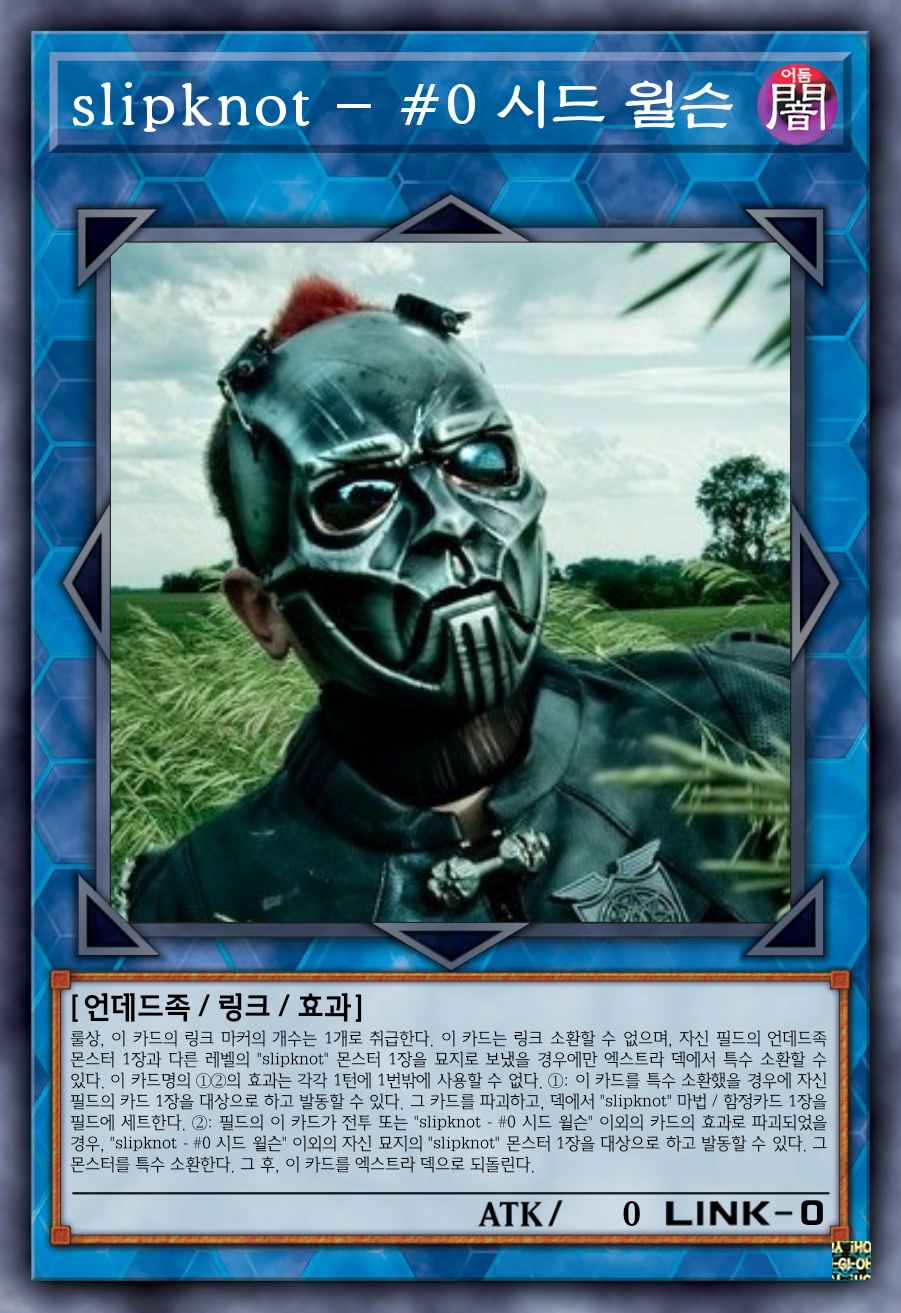 slipknot - #0 시드 윌슨
어둠
闇
[언데드족 / 링크 / 효과]
룰상, 이 카드의 링크 마커의 개수는 1개로 취급한다. 이 카드는 링크 소환할 수 없으며, 자신 필드의 언데드족
몬스터 1장과 다른 레벨의 "slipknot" 몬스터 1장을 묘지로 보냈을 경우에만 엑스트라 덱에서 특수 소환할 수
있다. 이 카드명의 ①②의 효과는 각각 1턴에 1번밖에 사용할 수 없다. ①: 이 카드를 특수 소환했을 경우에 자신
필드의 카드 1장을 대상으로 하고 발동할 수 있다. 그 카드를 파괴하고, 덱에서 "slipknot" 마법 / 함정카드 1장을
필드에 세트한다. ②: 필드의 이 카드가 전투 또는 "slipknot - #0 시드 윌슨" 이외의 카드의 효과로 파괴되었을
경우, "slipknot - #0 시드 윌슨" 이외의 자신 묘지의 "slipknot" 몬스터 1장을 대상으로 하고 발동할 수 있다. 그
몬스터를 특수 소환한다. 그 후, 이 카드를 엑스트라 덱으로 되돌린다.
ATK/ 0 LINK-0